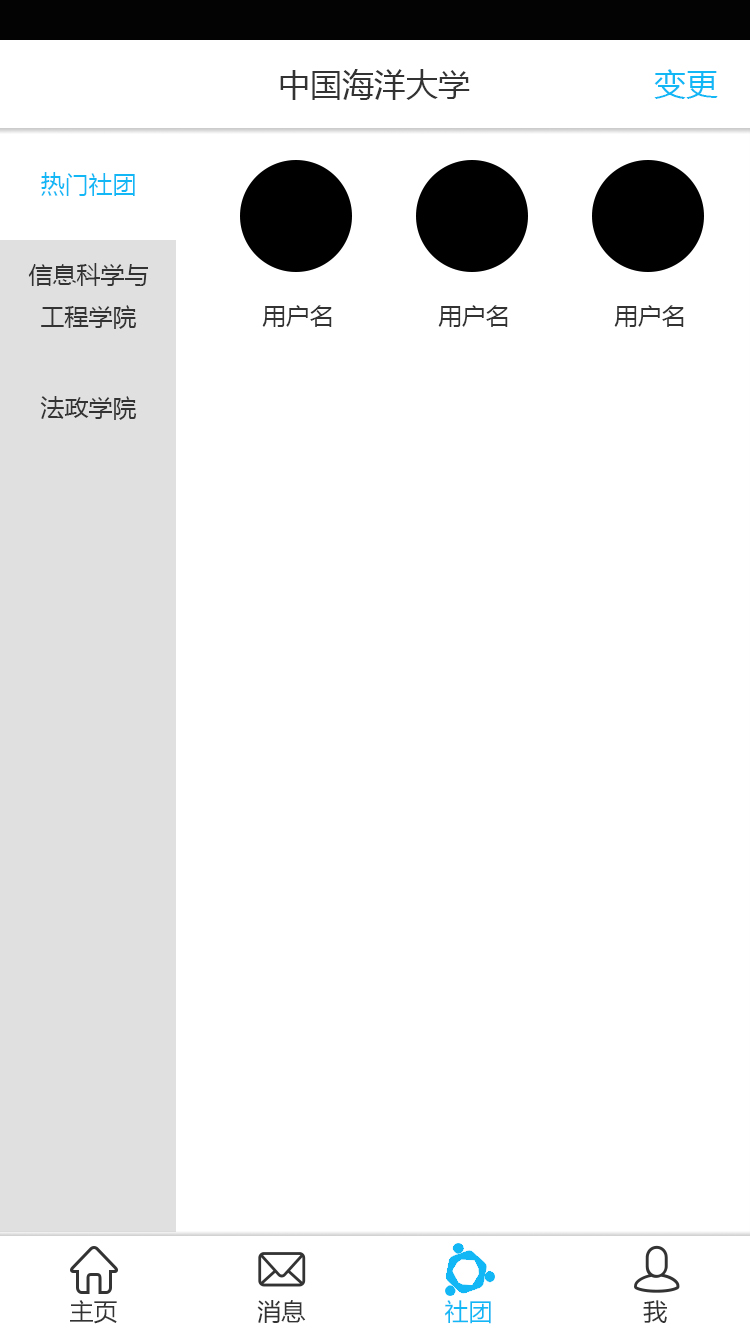 中国海洋大学
变更
热门社团
信息科学与
工程学院
法政学院
用户名
用户名
用户名
主页
消息
社团
我